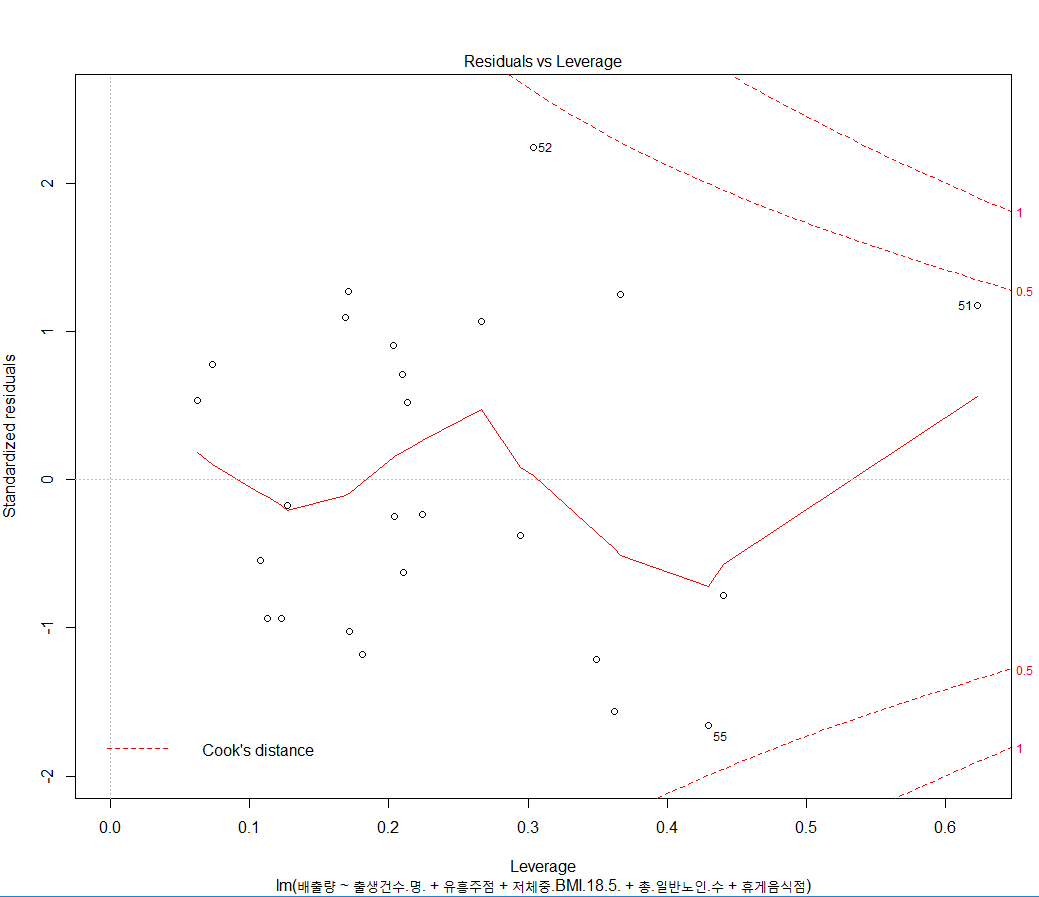 Residuals vs Leverage
52
1
0.5
51
0.5
55
1
Cook's distance
Standardized residuals
2
1
0
-1
-2
0.0 0.1 0.2 0.3 0.4 0.5 0.6
Leverage
lm(배출량 ~ 출생건수.명. + 유흥주점 + 저체중.BMI.18.5. + 총.일반노인.수 + 휴게음식점)